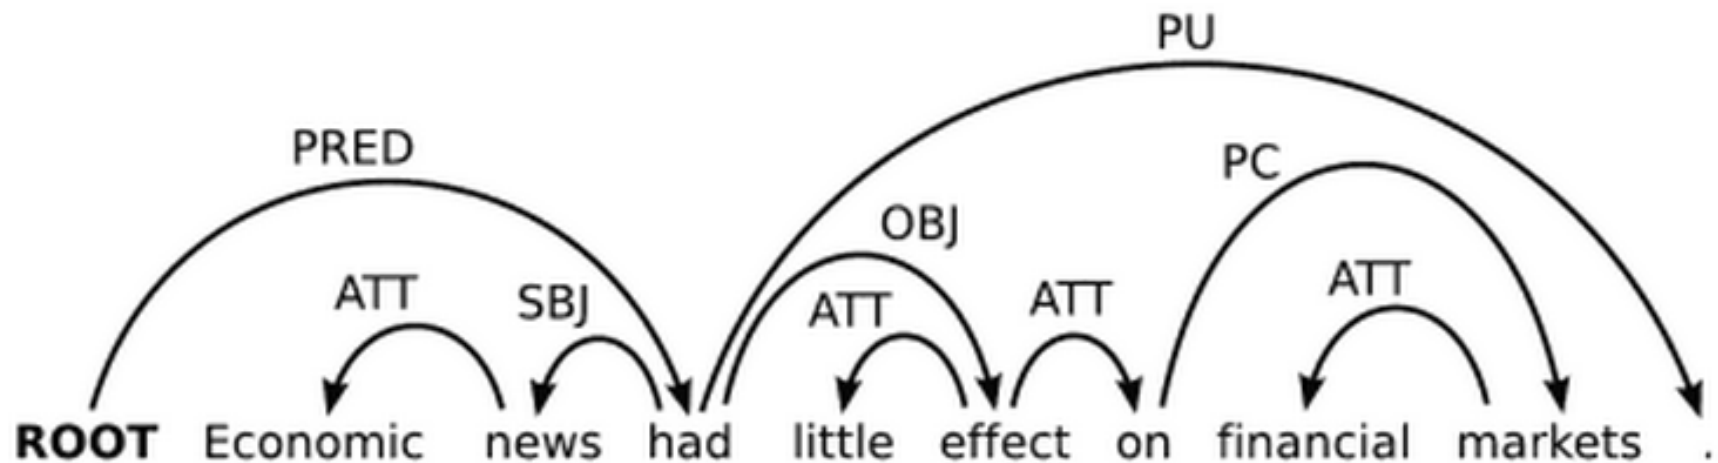 PU
PRED
PC
OBJ
ATT SBJ ATT ATT ATT
ROOT Economic news had little effect on financial markets .